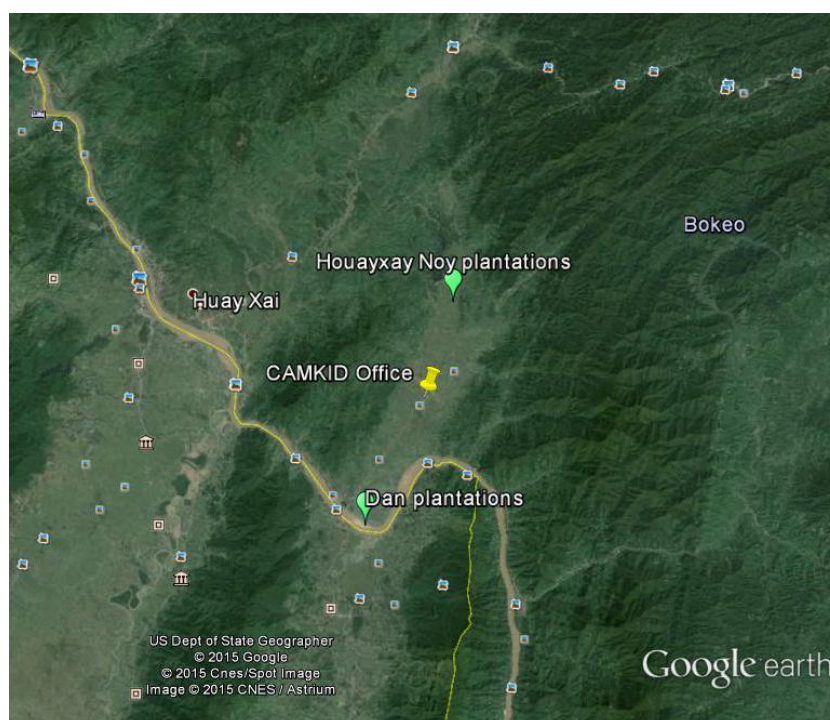 Bokeo
Houayxay Noy plantations
Huay Xai
CAMKID Office
Dan plantations
US Dept of State Geographer
© 2015 Google
© 2015 Cnes/Spot Image
Image © 2015 CNES / Astrium
Google earth